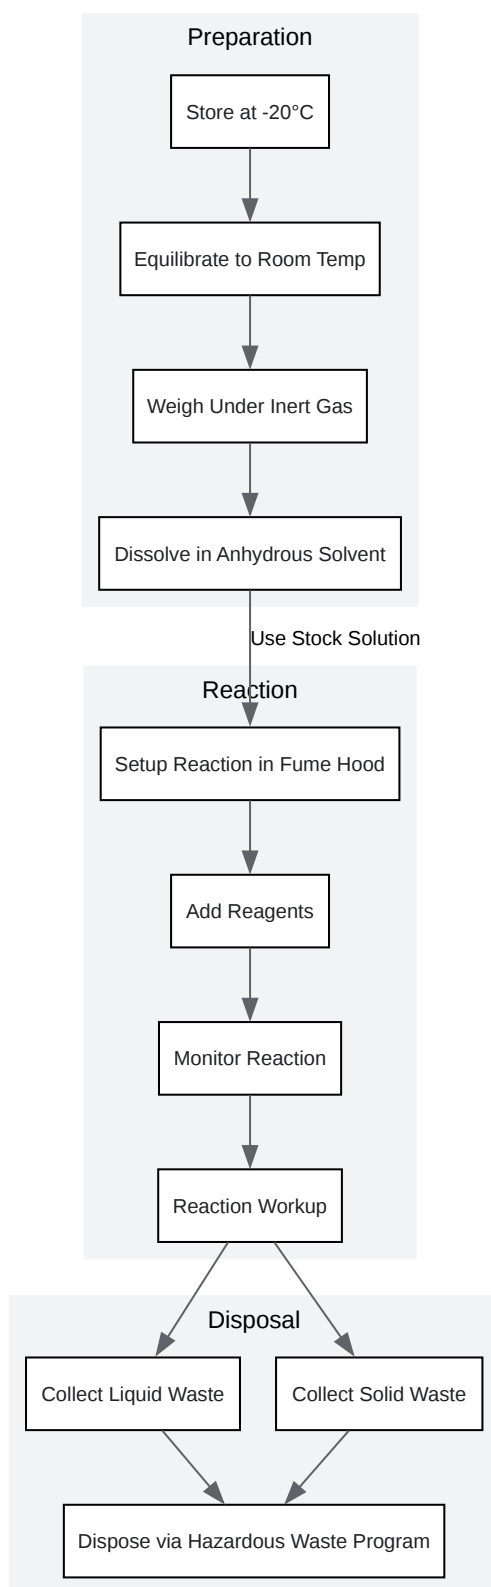 Preparation
Store at -20°C
Equilibrate to Room Temp
Weigh Under Inert Gas
Dissolve in Anhydrous Solvent
Use Stock Solution
Reaction
Setup Reaction in Fume Hood
Add Reagents
Monitor Reaction
Reaction Workup
Disposal
Collect Liquid Waste
Collect Solid Waste
Dispose via Hazardous Waste Program